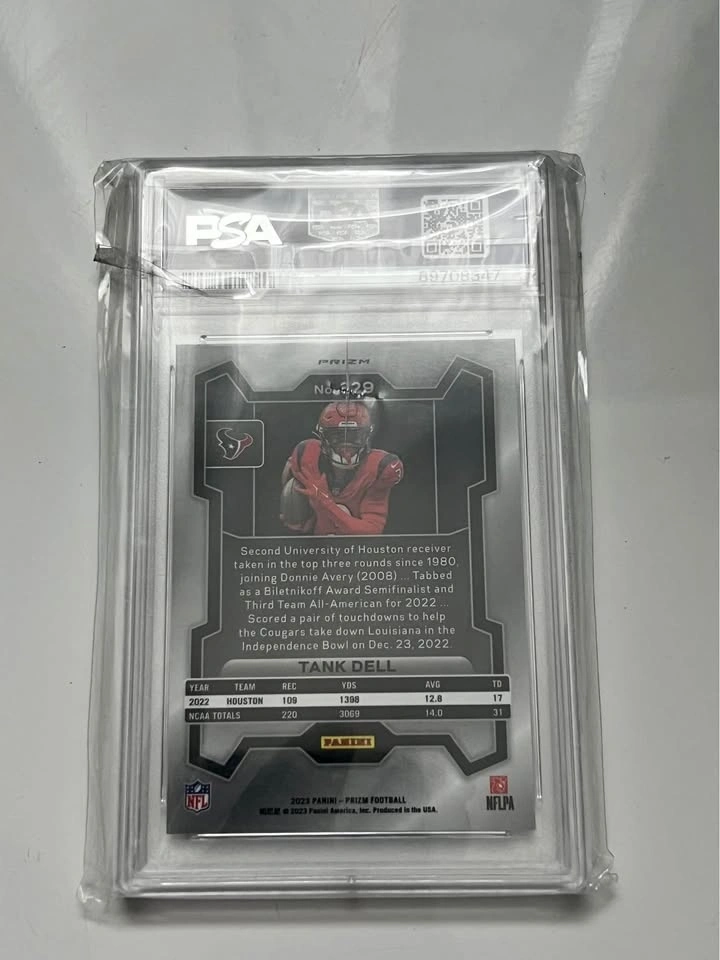 PSA
89768347
PRIZM
No. 329
Second University of Houston receiver
taken in the top three rounds since 1980,
joining Donnie Avery (2008) ... Tabbed
as a Biletnikoff Award Semifinalist and
Third Team All-American for 2022 ...
Scored a pair of touchdowns to help
the Cougars take down Louisiana in the
Independence Bowl on Dec. 23, 2022.
TANK DELL
YEAR TEAM REC YDS AVG TD
2022 HOUSTON 109 1398 12.8 17
NCAA TOTALS 220 3069 14.0 31
PANINI
NFL
2023 PANINI – PRIZM FOOTBALL
© 2023 Panini America, Inc. Produced in the USA.
NFLPA